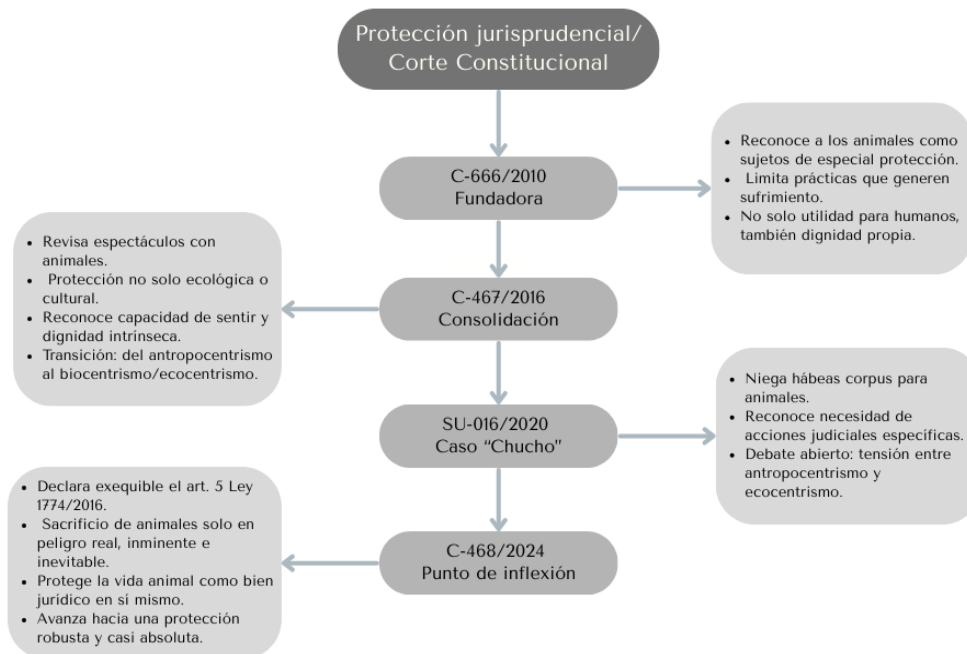 Protección jurisprudencial/
Corte Constitucional
C-666/2010
Fundadora
• Reconoce a los animales como
sujetos de especial protección.
• Limita prácticas que generen
sufrimiento.
• No solo utilidad para humanos,
también dignidad propia.
C-467/2016
Consolidación
• Revisa espectáculos con
animales.
• Protección no solo ecológica o
cultural.
• Reconoce capacidad de sentir y
dignidad intrínseca.
• Transición: del antropocentrismo
al biocentrismo/ecocentrismo.
SU-016/2020
Caso “Chucho”
• Niega hábeas corpus para
animales.
• Reconoce necesidad de
acciones judiciales específicas.
• Debate abierto: tensión entre
antropocentrismo y
ecocentrismo.
C-468/2024
Punto de inflexión
• Declara exequible el art. 5 Ley
1774/2016.
• Sacrificio de animales solo en
peligro real, inminente e
inevitable.
• Protege la vida animal como bien
jurídico en sí mismo.
• Avanza hacia una protección
robusta y casi absoluta.